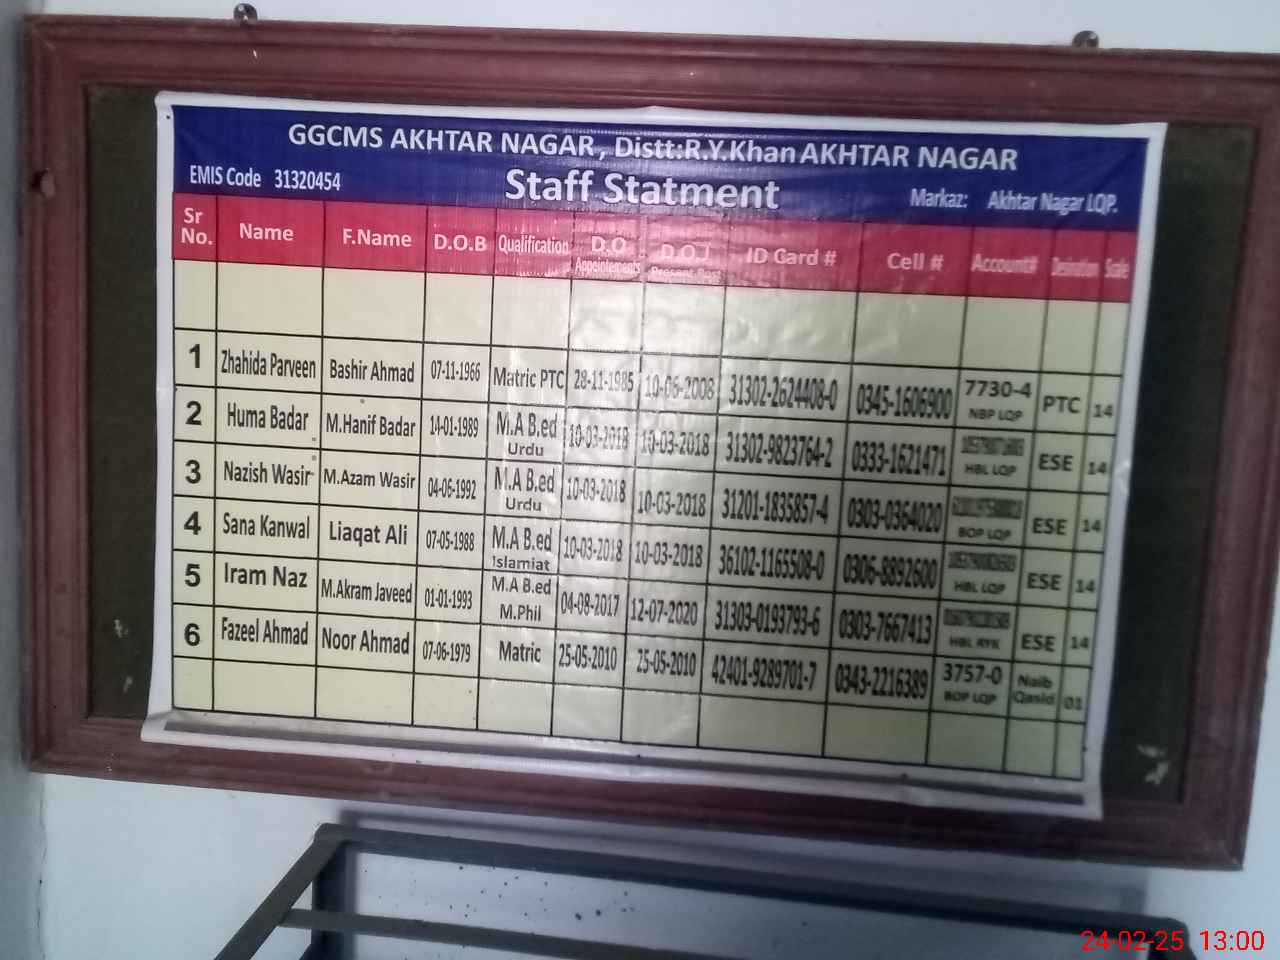 GGCMS AKHTAR NAGAR, Distt:R.Y.Khan AKHTAR NAGAR
EMIS Code 31320454 Staff Statment Markaz: Akhtar Nagar LQP.
Sr No. Name F.Name D.O.B Qualification D.O Appointements D.O.J Present Post ID Card # Cell # Account# Desination Scale
1 Zhahida Parveen Bashir Ahmad 07-11-1966 Matric PTC 28-11-1985 10-06-2008 31302-2624408-0 0345-1606900 7730-4 NBP LQP PTC 14
2 Huma Badar M.Hanif Badar 14-01-1989 M.A B.ed Urdu 10-03-2018 10-03-2018 31302-9823764-2 0333-1621471 HBL LQP ESE 14
3 Nazish Wasir M.Azam Wasir 04-06-1992 M.A B.ed Urdu 10-03-2018 10-03-2018 31201-1835857-4 0303-0364020 BOP LQP ESE 14
4 Sana Kanwal Liaqat Ali 07-05-1988 M.A B.ed Islamiat 10-03-2018 10-03-2018 36102-1165508-0 0306-8892600 HBL LQP ESE 14
5 Iram Naz M.Akram Javeed 01-01-1993 M.A B.ed M.Phil 04-08-2017 12-07-2020 31303-0193793-6 0303-7667413 HBL RYK ESE 14
6 Fazeel Ahmad Noor Ahmad 07-06-1979 Matric 25-05-2010 25-05-2010 42401-9289701-7 0343-2216389 3757-0 BOP LQP Naib Qasid 01
24-02-25 13:00